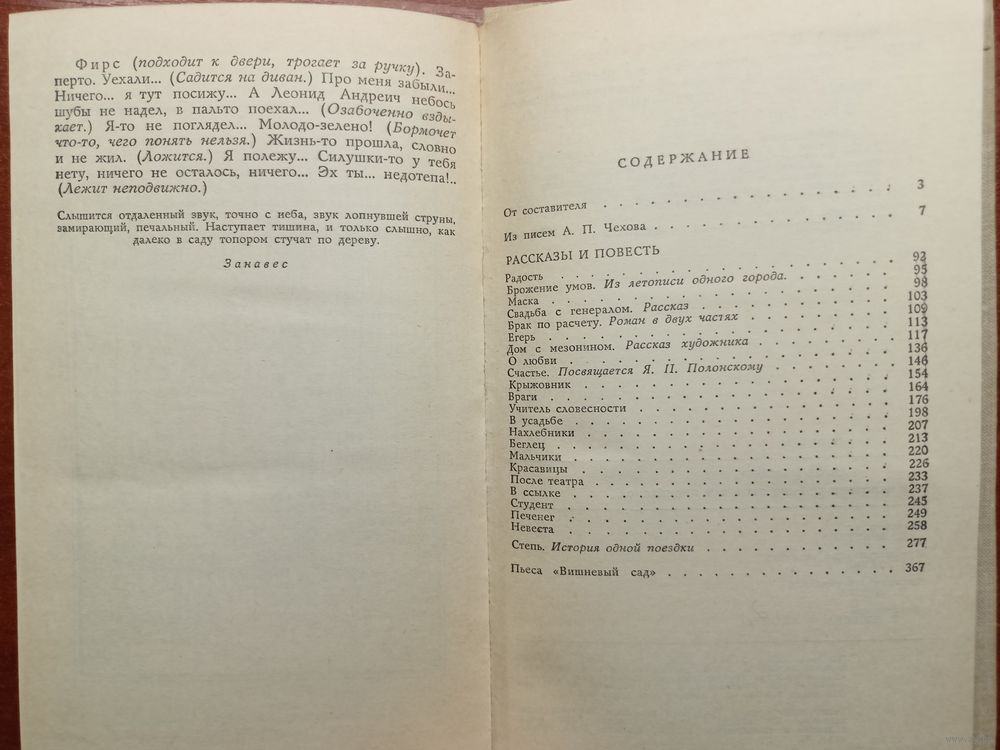 Фирс (подходит к двери, трогает за ручку). За-
перто. Уехали... (Садится на диван.) Про меня забыли...
Ничего... я тут посижу... А Леонид Андреич небось
шубы не надел, в пальто поехал... (Озабоченно взды-
хает.) Я-то не поглядел... Молодо-зелено! (Бормочет
что-то, чего понять нельзя.) Жизнь-то прошла, словно
и не жил. (Ложится.) Я полежу... Силушки-то у тебя
нету, ничего не осталось, ничего... Эх ты... недотепа!..
(Лежит неподвижно.)
Слышится отдаленный звук, точно с неба, звук лопнувшей струны,
замирающий, печальный. Наступает тишина, и только слышно, как
далеко в саду топором стучат по дереву.
Занавес
СОДЕРЖАНИЕ
От составителя . . . . . . . . . . . . . . 3
Из писем А. П. Чехова . . . . . . . . . . . 7
РАССКАЗЫ И ПОВЕСТЬ
Радость . . . . . . . . . . . . . . . . 92
Брожение умов. Из летописи одного города. . . . . . 95
Маска . . . . . . . . . . . . . . . . . 98
Свадьба с генералом. Рассказ . . . . . . . . . 103
Брак по расчету. Роман в двух частях . . . . . . . 109
Егерь . . . . . . . . . . . . . . . . . 113
Дом с мезонином. Рассказ художника . . . . . . . 117
О любви . . . . . . . . . . . . . . . . 136
Счастье. Посвящается Я. П. Полонскому . . . . . . 146
Крыжовник . . . . . . . . . . . . . . . 154
Враги . . . . . . . . . . . . . . . . . 164
Учитель словесности . . . . . . . . . . . . 176
В усадьбе . . . . . . . . . . . . . . . 198
Нахлебники . . . . . . . . . . . . . . . 207
Беглец . . . . . . . . . . . . . . . . 213
Мальчики . . . . . . . . . . . . . . . 220
Красавицы . . . . . . . . . . . . . . . 226
После театра . . . . . . . . . . . . . . 233
В ссылке . . . . . . . . . . . . . . . 237
Студент . . . . . . . . . . . . . . . . 245
Печенег . . . . . . . . . . . . . . . . 249
Невеста . . . . . . . . . . . . . . . . 258
Степь. История одной поездки . . . . . . . . . 277
Пьеса «Вишневый сад» . . . . . . . . . . . 367